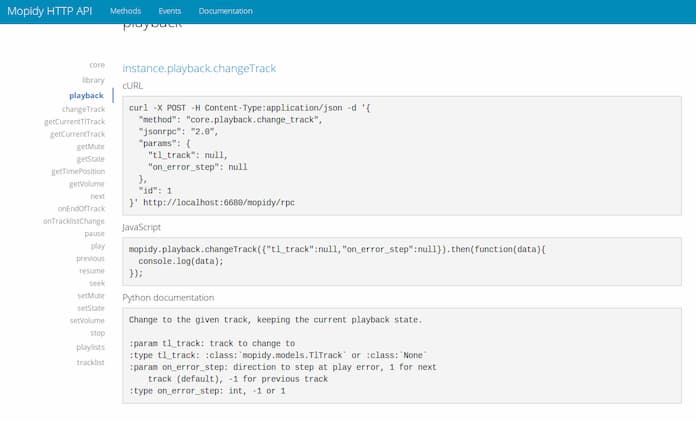 Mopidy HTTP API Methods Events Documentation
playback
core
library
playback
changeTrack
getCurrentTlTrack
getCurrentTrack
getMute
getState
getTimePosition
getVolume
next
onEndOfTrack
onTracklistChange
pause
play
previous
resume
seek
setMute
setState
setVolume
stop
playlists
tracklist
instance.playback.changeTrack
cURL
curl -X POST -H Content-Type:application/json -d '{
"method": "core.playback.change_track",
"jsonrpc": "2.0",
"params": {
"tl_track": null,
"on_error_step": null
},
"id": 1
}' http://localhost:6680/mopidy/rpc
JavaScript
mopidy.playback.changeTrack({"tl_track":null,"on_error_step":null}).then(function(data){
console.log(data);
});
Python documentation
Change to the given track, keeping the current playback state.
:param tl_track: track to change to
:type tl_track: :class:`mopidy.models.TlTrack` or :class:`None`
:param on_error_step: direction to step at play error, 1 for next
track (default), -1 for previous track
:type on_error_step: int, -1 or 1